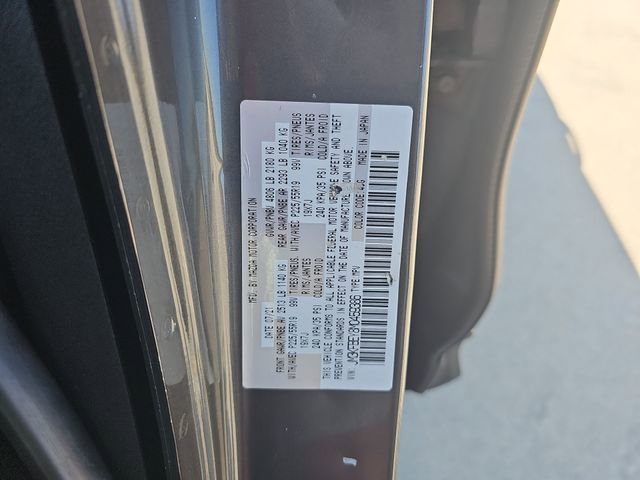 MFD. BY MAZDA MOTOR CORPORATION
DATE 07/21 GVWR/PNBV 4806 LB 2180 KG
FRONT GAWR/PNBE AV 2514 LB 1140 KG REAR GAWR/PNBE AR 2293 LB 1040 KG
WITH/AVEC P225/55R19 99V TIRES/PNEUS WITH/AVEC P225/55R19 99V TIRES/PNEUS
19X7J RIMS/JANTES 19X7J RIMS/JANTES
240 KPA/35 PSI COLD/A FROID 240 KPA/35 PSI COLD/A FROID
THIS VEHICLE CONFORMS TO ALL APPLICABLE FEDERAL MOTOR VEHICLE SAFETY AND THEFT
PREVENTION STANDARDS IN EFFECT ON THE DATE OF MANUFACTURE SHOWN ABOVE.
COLOR CODE MADE IN JAPAN
VIN: TYPE:MPV